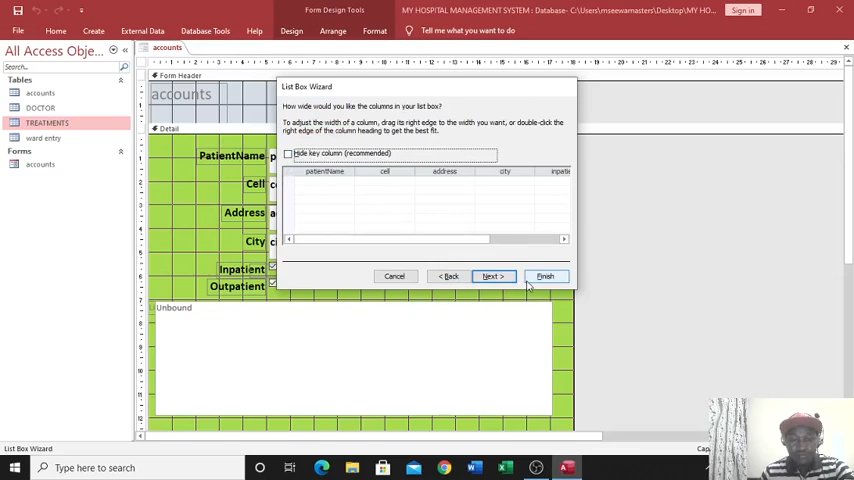 Form Design Tools
MY HOSPITAL MANAGEMENT SYSTEM : Database- C:\Users\mseewamasters\Desktop\MY HOS...
Sign in
File
Home
Create
External Data
Database Tools
Help
Design
Arrange
Format
Tell me what you want to do
All Access Obje...
Search...
Tables
accounts
DOCTOR
TREATMENTS
ward entry
Forms
accounts
accounts
Form Header
accounts
Detail
PatientName
Cell
Address
City
Inpatient
Outpatient
Unbound
List Box Wizard
How wide would you like the columns in your list box?
To adjust the width of a column, drag its right edge to the width you want, or double-click the
right edge of the column heading to get the best fit.
Hide key column (recommended)
patientName cell address city inpatie
Cancel
< Back
Next >
Finish
List Box Wizard
Type here to search